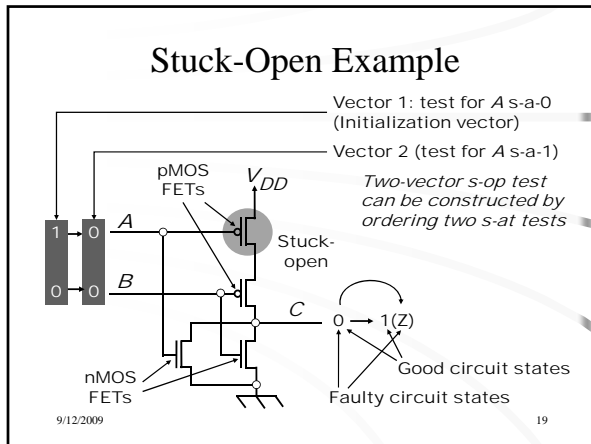 Stuck-Open Example
Vector 1: test for A s-a-0
(Initialization vector)
Vector 2 (test for A s-a-1)
Two-vector s-op test
can be constructed by
ordering two s-at tests
pMOS
FETs
VDD
A
1
0
Stuck-
open
B
0
0
C
0
1(Z)
nMOS
FETs
Good circuit states
Faulty circuit states
9/12/2009
19